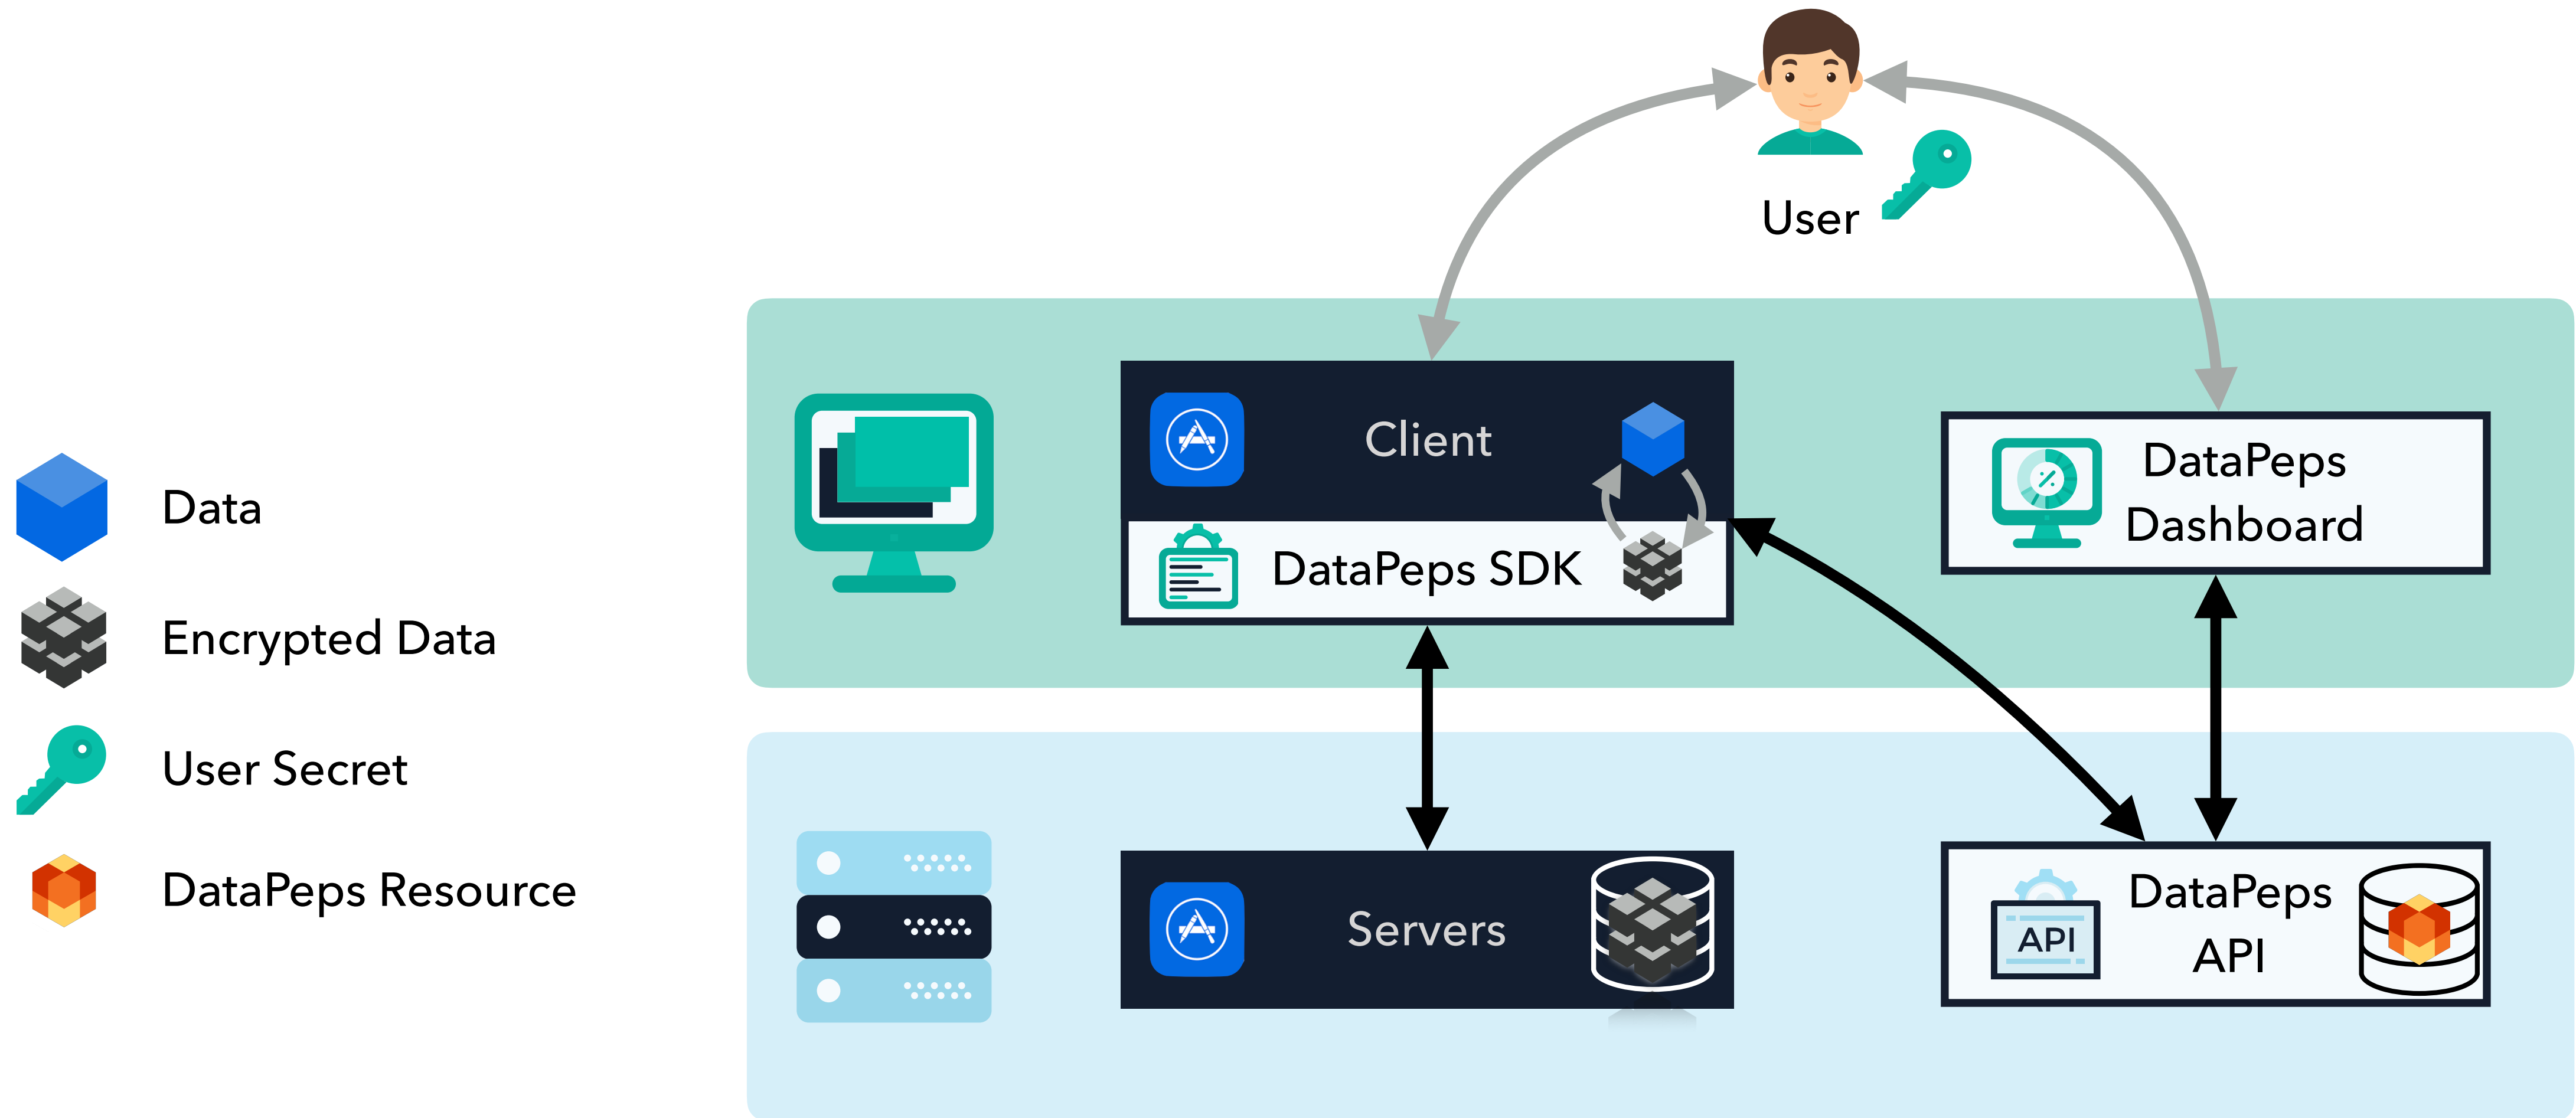 User
Data
Encrypted Data
User Secret
DataPeps Resource
Client
DataPeps SDK
DataPeps
Dashboard
Servers
API
DataPeps
API